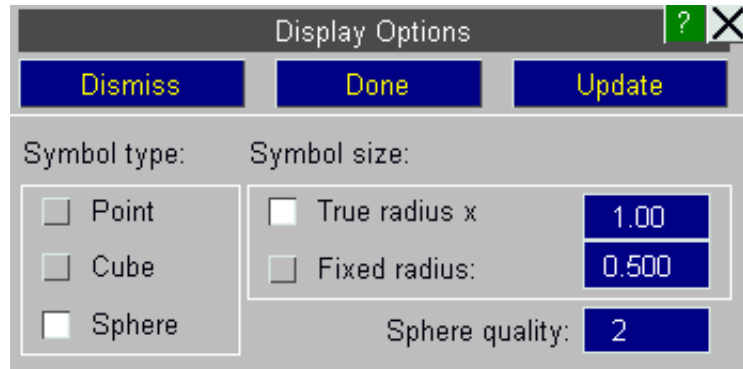 Display Options ? X
Dismiss Done Update
Symbol type: Symbol size:
Point True radius x 1.00
Cube Fixed radius: 0.500
Sphere Sphere quality: 2